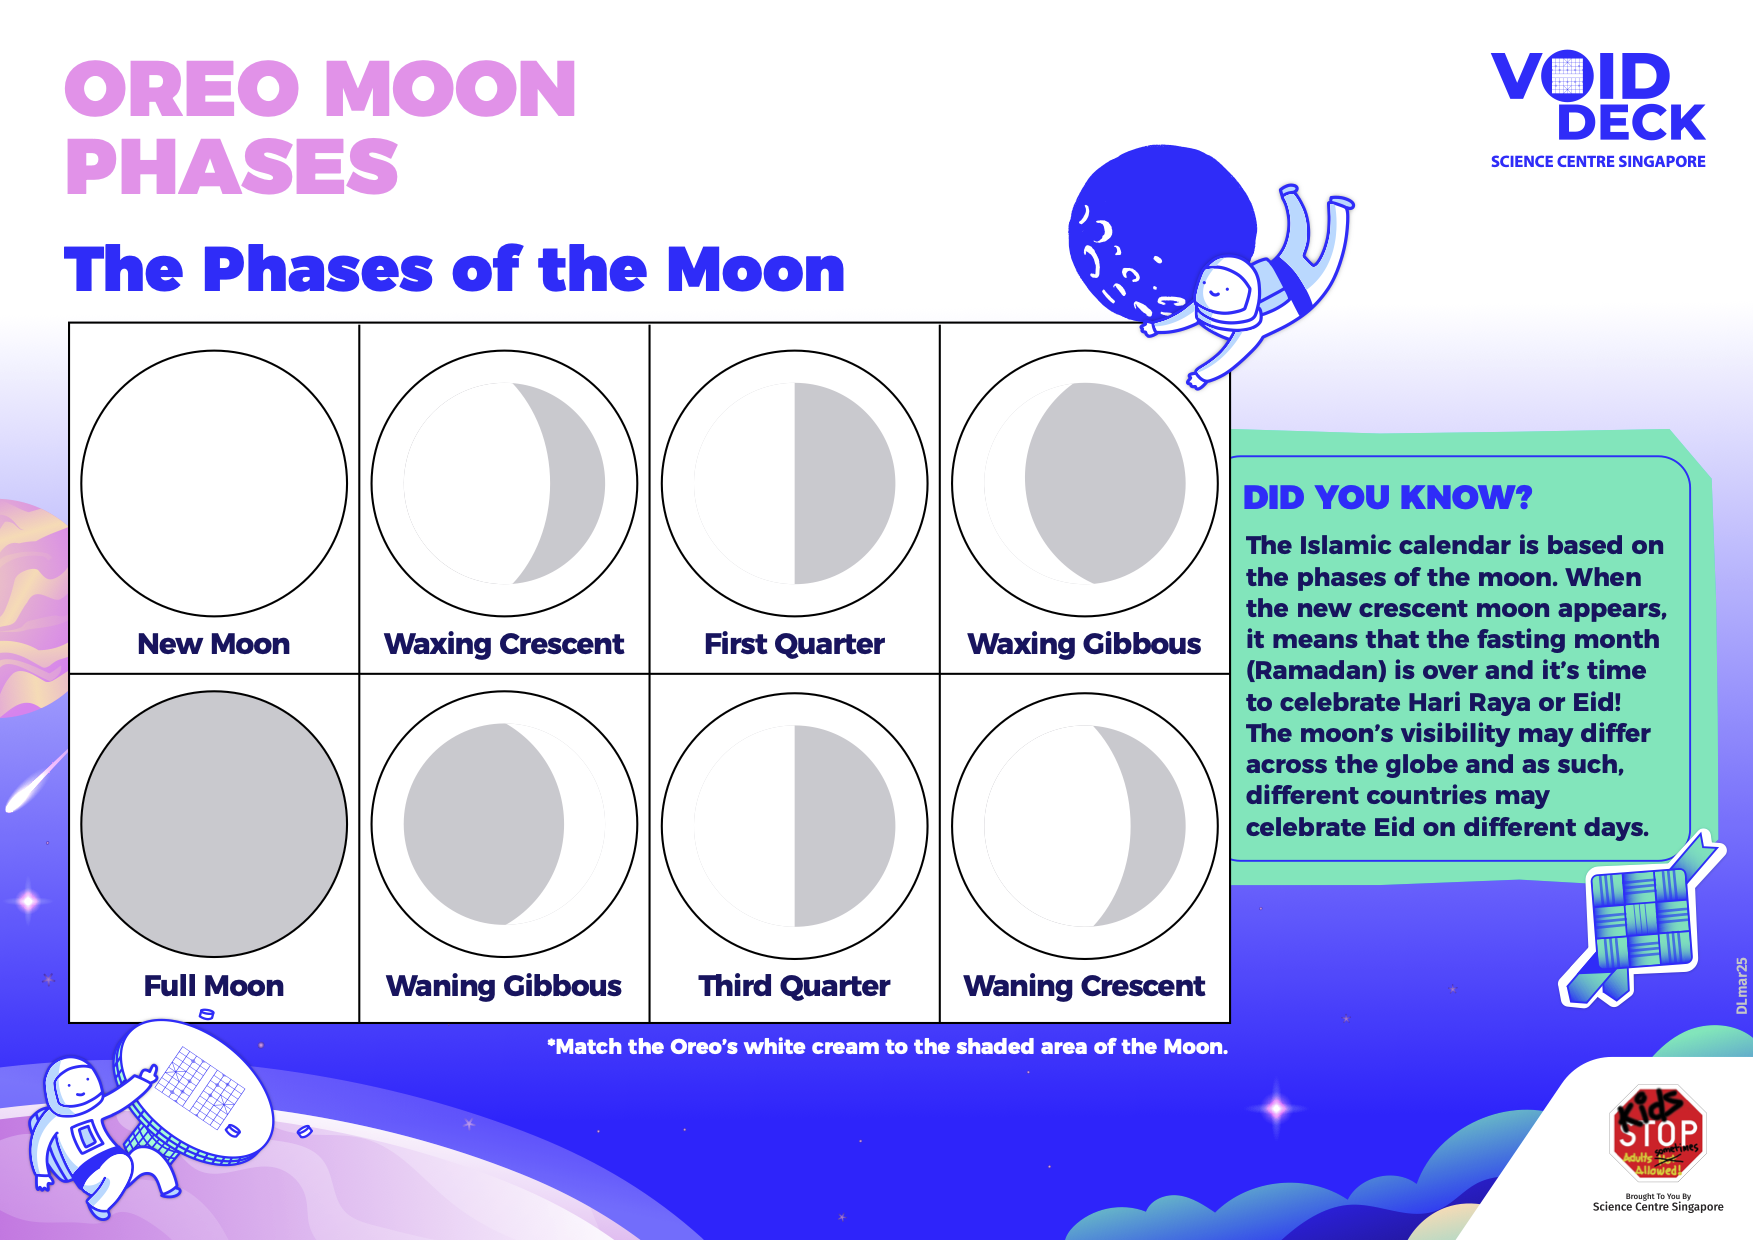 OREO MOON
PHASES
VOID
DECK
SCIENCE CENTRE SINGAPORE
The Phases of the Moon
New Moon
Waxing Crescent
First Quarter
Waxing Gibbous
Full Moon
Waning Gibbous
Third Quarter
Waning Crescent
*Match the Oreo's white cream to the shaded area of the Moon.
DID YOU KNOW?
The Islamic calendar is based on
the phases of the moon. When
the new crescent moon appears,
it means that the fasting month
(Ramadan) is over and it's time
to celebrate Hari Raya or Eid!
The moon's visibility may differ
across the globe and as such,
different countries may
celebrate Eid on different days.
DLmar25
Kids
STOP
sometimes
Adults
Allowed!
Brought To You By
Science Centre Singapore